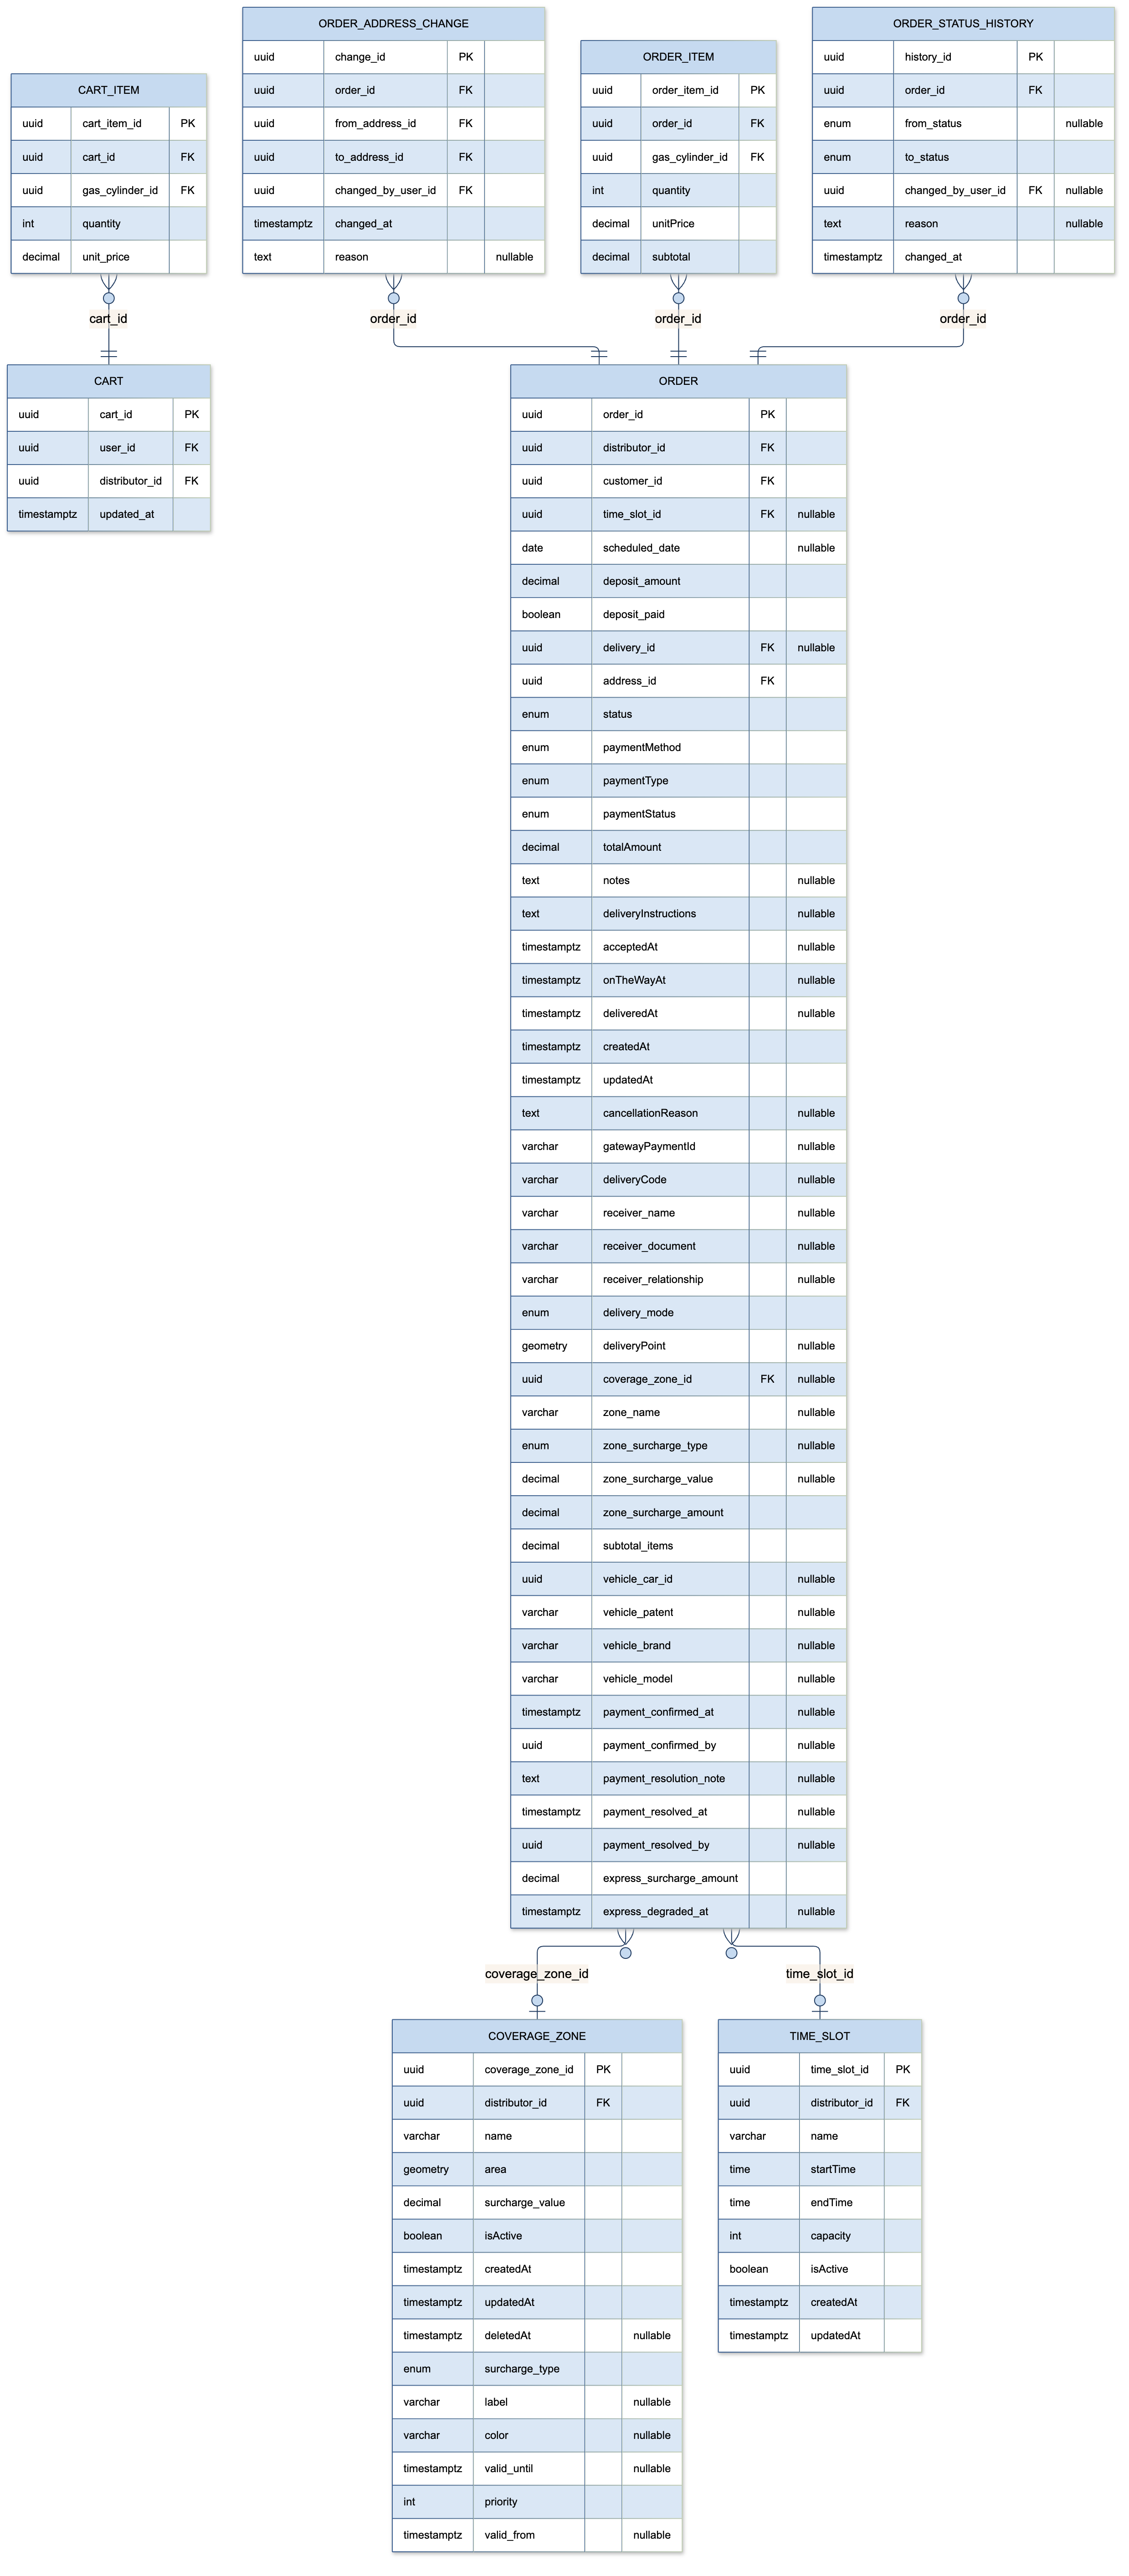 ORDER_ADDRESS_CHANGE
uuid change_id PK
uuid order_id FK
uuid from_address_id FK
uuid to_address_id FK
uuid changed_by_user_id FK
timestamptz changed_at
text reason nullable
ORDER_STATUS_HISTORY
uuid history_id PK
uuid order_id FK
enum from_status nullable
enum to_status
uuid changed_by_user_id FK nullable
text reason nullable
timestamptz changed_at
ORDER_ITEM
uuid order_item_id PK
uuid order_id FK
uuid gas_cylinder_id FK
int quantity
decimal unitPrice
decimal subtotal
CART_ITEM
uuid cart_item_id PK
uuid cart_id FK
uuid gas_cylinder_id FK
int quantity
decimal unit_price
cart_id
order_id
order_id
order_id
CART
uuid cart_id PK
uuid user_id FK
uuid distributor_id FK
timestamptz updated_at
ORDER
uuid order_id PK
uuid distributor_id FK
uuid customer_id FK
uuid time_slot_id FK nullable
date scheduled_date nullable
decimal deposit_amount
boolean deposit_paid
uuid delivery_id FK nullable
uuid address_id FK
enum status
enum paymentMethod
enum paymentType
enum paymentStatus
decimal totalAmount
text notes nullable
text deliveryInstructions nullable
timestamptz acceptedAt nullable
timestamptz onTheWayAt nullable
timestamptz deliveredAt nullable
timestamptz createdAt
timestamptz updatedAt
text cancellationReason nullable
varchar gatewayPaymentId nullable
varchar deliveryCode nullable
varchar receiver_name nullable
varchar receiver_document nullable
varchar receiver_relationship nullable
enum delivery_mode
geometry deliveryPoint nullable
uuid coverage_zone_id FK nullable
varchar zone_name nullable
enum zone_surcharge_type nullable
decimal zone_surcharge_value nullable
decimal zone_surcharge_amount
decimal subtotal_items
uuid vehicle_car_id nullable
varchar vehicle_patent nullable
varchar vehicle_brand nullable
varchar vehicle_model nullable
timestamptz payment_confirmed_at nullable
uuid payment_confirmed_by nullable
text payment_resolution_note nullable
timestamptz payment_resolved_at nullable
uuid payment_resolved_by nullable
decimal express_surcharge_amount
timestamptz express_degraded_at nullable
coverage_zone_id
time_slot_id
COVERAGE_ZONE
uuid coverage_zone_id PK
uuid distributor_id FK
varchar name
geometry area
decimal surcharge_value
boolean isActive
timestamptz createdAt
timestamptz updatedAt
timestamptz deletedAt nullable
enum surcharge_type
varchar label nullable
varchar color nullable
timestamptz valid_until nullable
int priority
timestamptz valid_from nullable
TIME_SLOT
uuid time_slot_id PK
uuid distributor_id FK
varchar name
time startTime
time endTime
int capacity
boolean isActive
timestamptz createdAt
timestamptz updatedAt